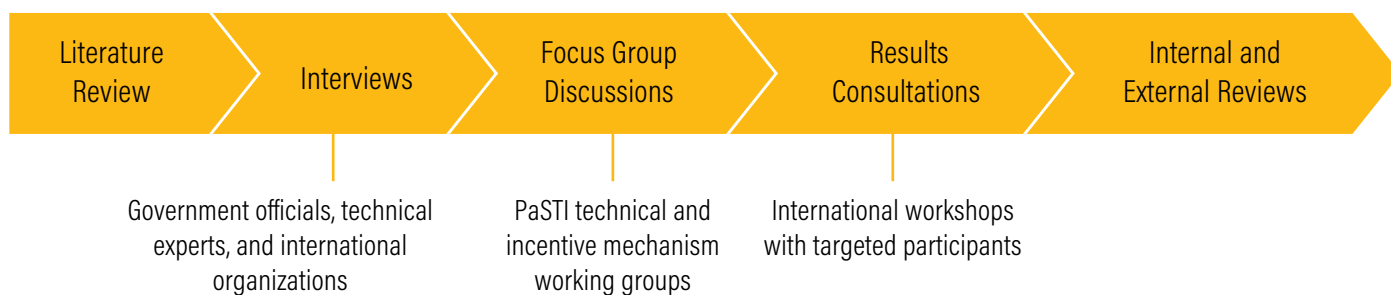 Literature
Review
Interviews
Focus Group
Discussions
Results
Consultations
Internal and
External Reviews
Government officials, technical
experts, and international
organizations
PaSTI technical and
incentive mechanism
working groups
International workshops
with targeted participants